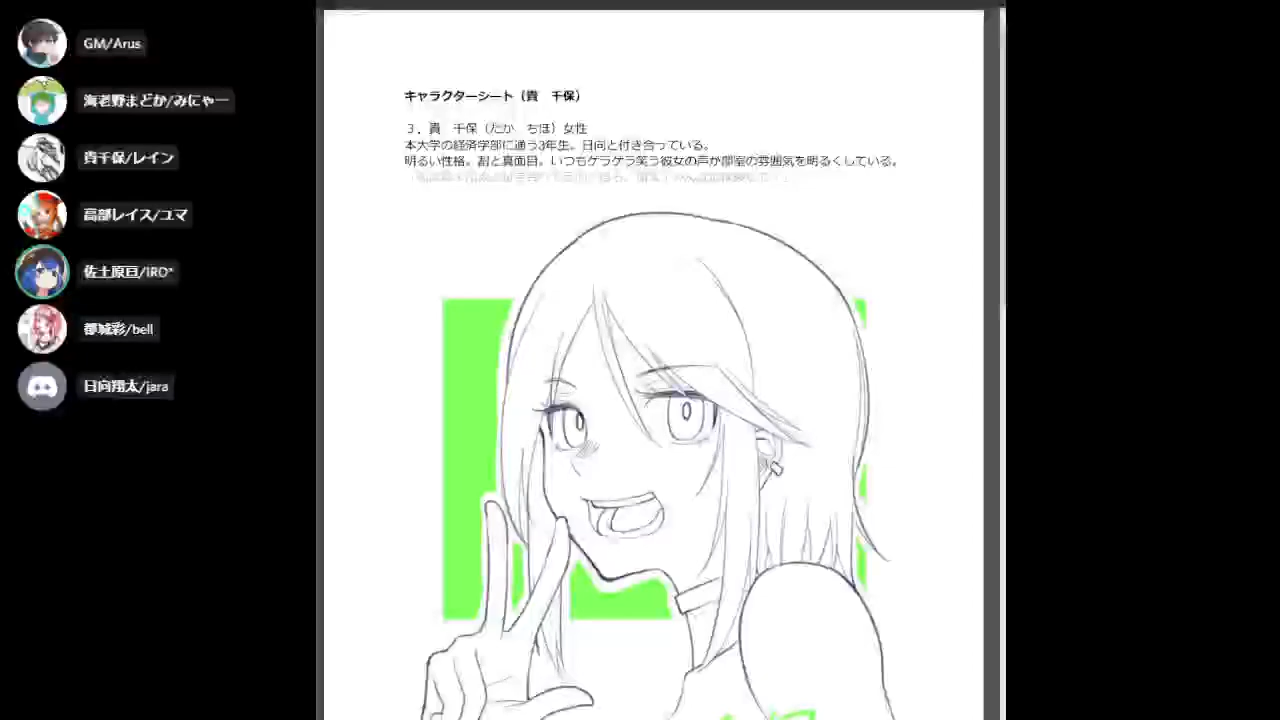 GM/Arus
海老野まどか/みにゃー
貴千保/レイン
高部レイス/ユマ
佐土原亘/IRO*
都城彩/bell
日向翔太/jara
キャラクターシート（貴　千保）
３．貴　千保（たか　ちほ）女性
本大学の経済学部に通う3年生。日向と付き合っている。
明るい性格。割と真面目。いつもゲラゲラ笑う彼女の声が部室の雰囲気を明るくしている。